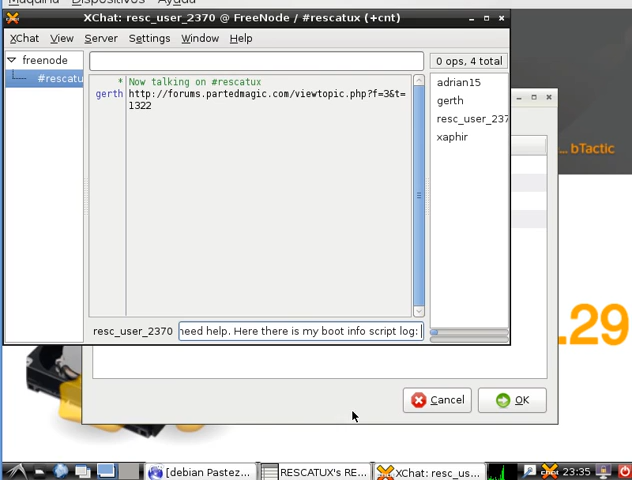 Máquina Dispositivos Ayuda
XChat: resc_user_2370 @ FreeNode / #rescatux (+cnt)
XChat View Server Settings Window Help
freenode
#rescatu
0 ops, 4 total
* Now talking on #rescatux
gerth http://forums.partedmagic.com/viewtopic.php?f=3&t=
1322
adrian15
gerth
resc_user_237
xaphir
... bTactic
.29
resc_user_2370 need help. Here there is my boot info script log:
Cancel OK
[debian Pastez... RESCATUX's RE... XChat: resc_us... 23:35